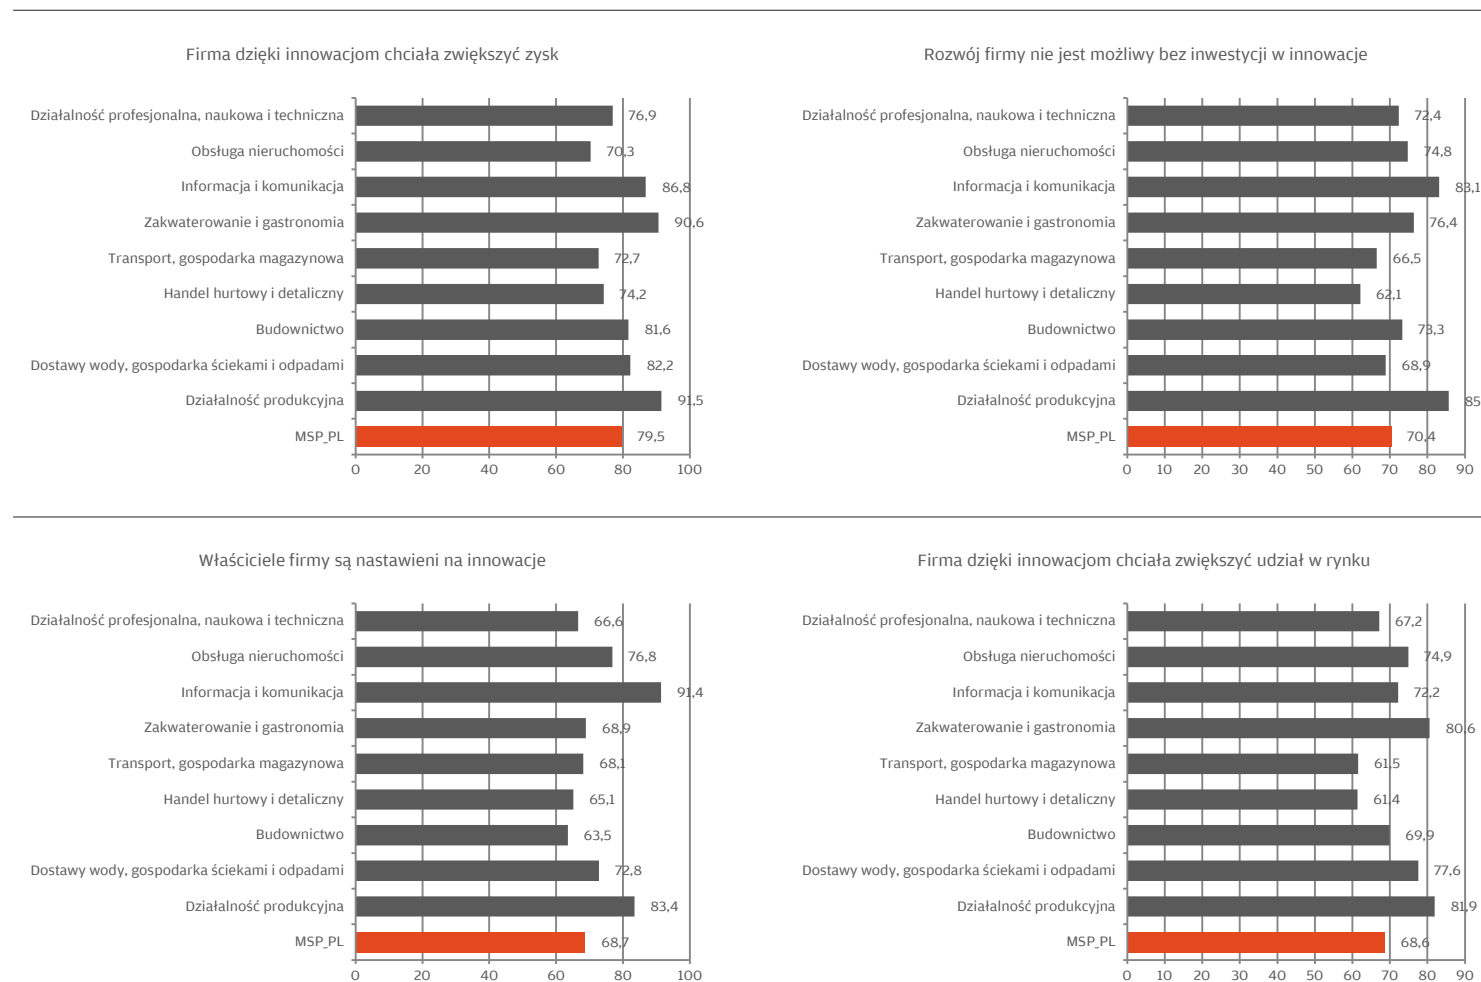 Firma dzięki innowacjom chciała zwiększyć zysk
Działalność profesjonalna, naukowa i techniczna 76,9
Obsługa nieruchomości 70,3
Informacja i komunikacja 86,8
Zakwaterowanie i gastronomia 90,6
Transport, gospodarka magazynowa 72,7
Handel hurtowy i detaliczny 74,2
Budownictwo 81,6
Dostawy wody, gospodarka ściekami i odpadami 82,2
Działalność produkcyjna 91,5
MSP_PL 79,5
0 20 40 60 80 100
Rozwój firmy nie jest możliwy bez inwestycji w innowacje
Działalność profesjonalna, naukowa i techniczna 72,4
Obsługa nieruchomości 74,8
Informacja i komunikacja 83,1
Zakwaterowanie i gastronomia 76,4
Transport, gospodarka magazynowa 66,5
Handel hurtowy i detaliczny 62,1
Budownictwo 73,3
Dostawy wody, gospodarka ściekami i odpadami 68,9
Działalność produkcyjna 85
MSP_PL 70,4
0 10 20 30 40 50 60 70 80 90
Właściciele firmy są nastawieni na innowacje
Działalność profesjonalna, naukowa i techniczna 66,6
Obsługa nieruchomości 76,8
Informacja i komunikacja 91,4
Zakwaterowanie i gastronomia 68,9
Transport, gospodarka magazynowa 68,1
Handel hurtowy i detaliczny 65,1
Budownictwo 63,5
Dostawy wody, gospodarka ściekami i odpadami 72,8
Działalność produkcyjna 83,4
MSP_PL 68,7
0 20 40 60 80 100
Firma dzięki innowacjom chciała zwiększyć udział w rynku
Działalność profesjonalna, naukowa i techniczna 67,2
Obsługa nieruchomości 74,9
Informacja i komunikacja 72,2
Zakwaterowanie i gastronomia 80,6
Transport, gospodarka magazynowa 61,5
Handel hurtowy i detaliczny 61,4
Budownictwo 69,9
Dostawy wody, gospodarka ściekami i odpadami 77,6
Działalność produkcyjna 81,9
MSP_PL 68,6
0 10 20 30 40 50 60 70 80 90